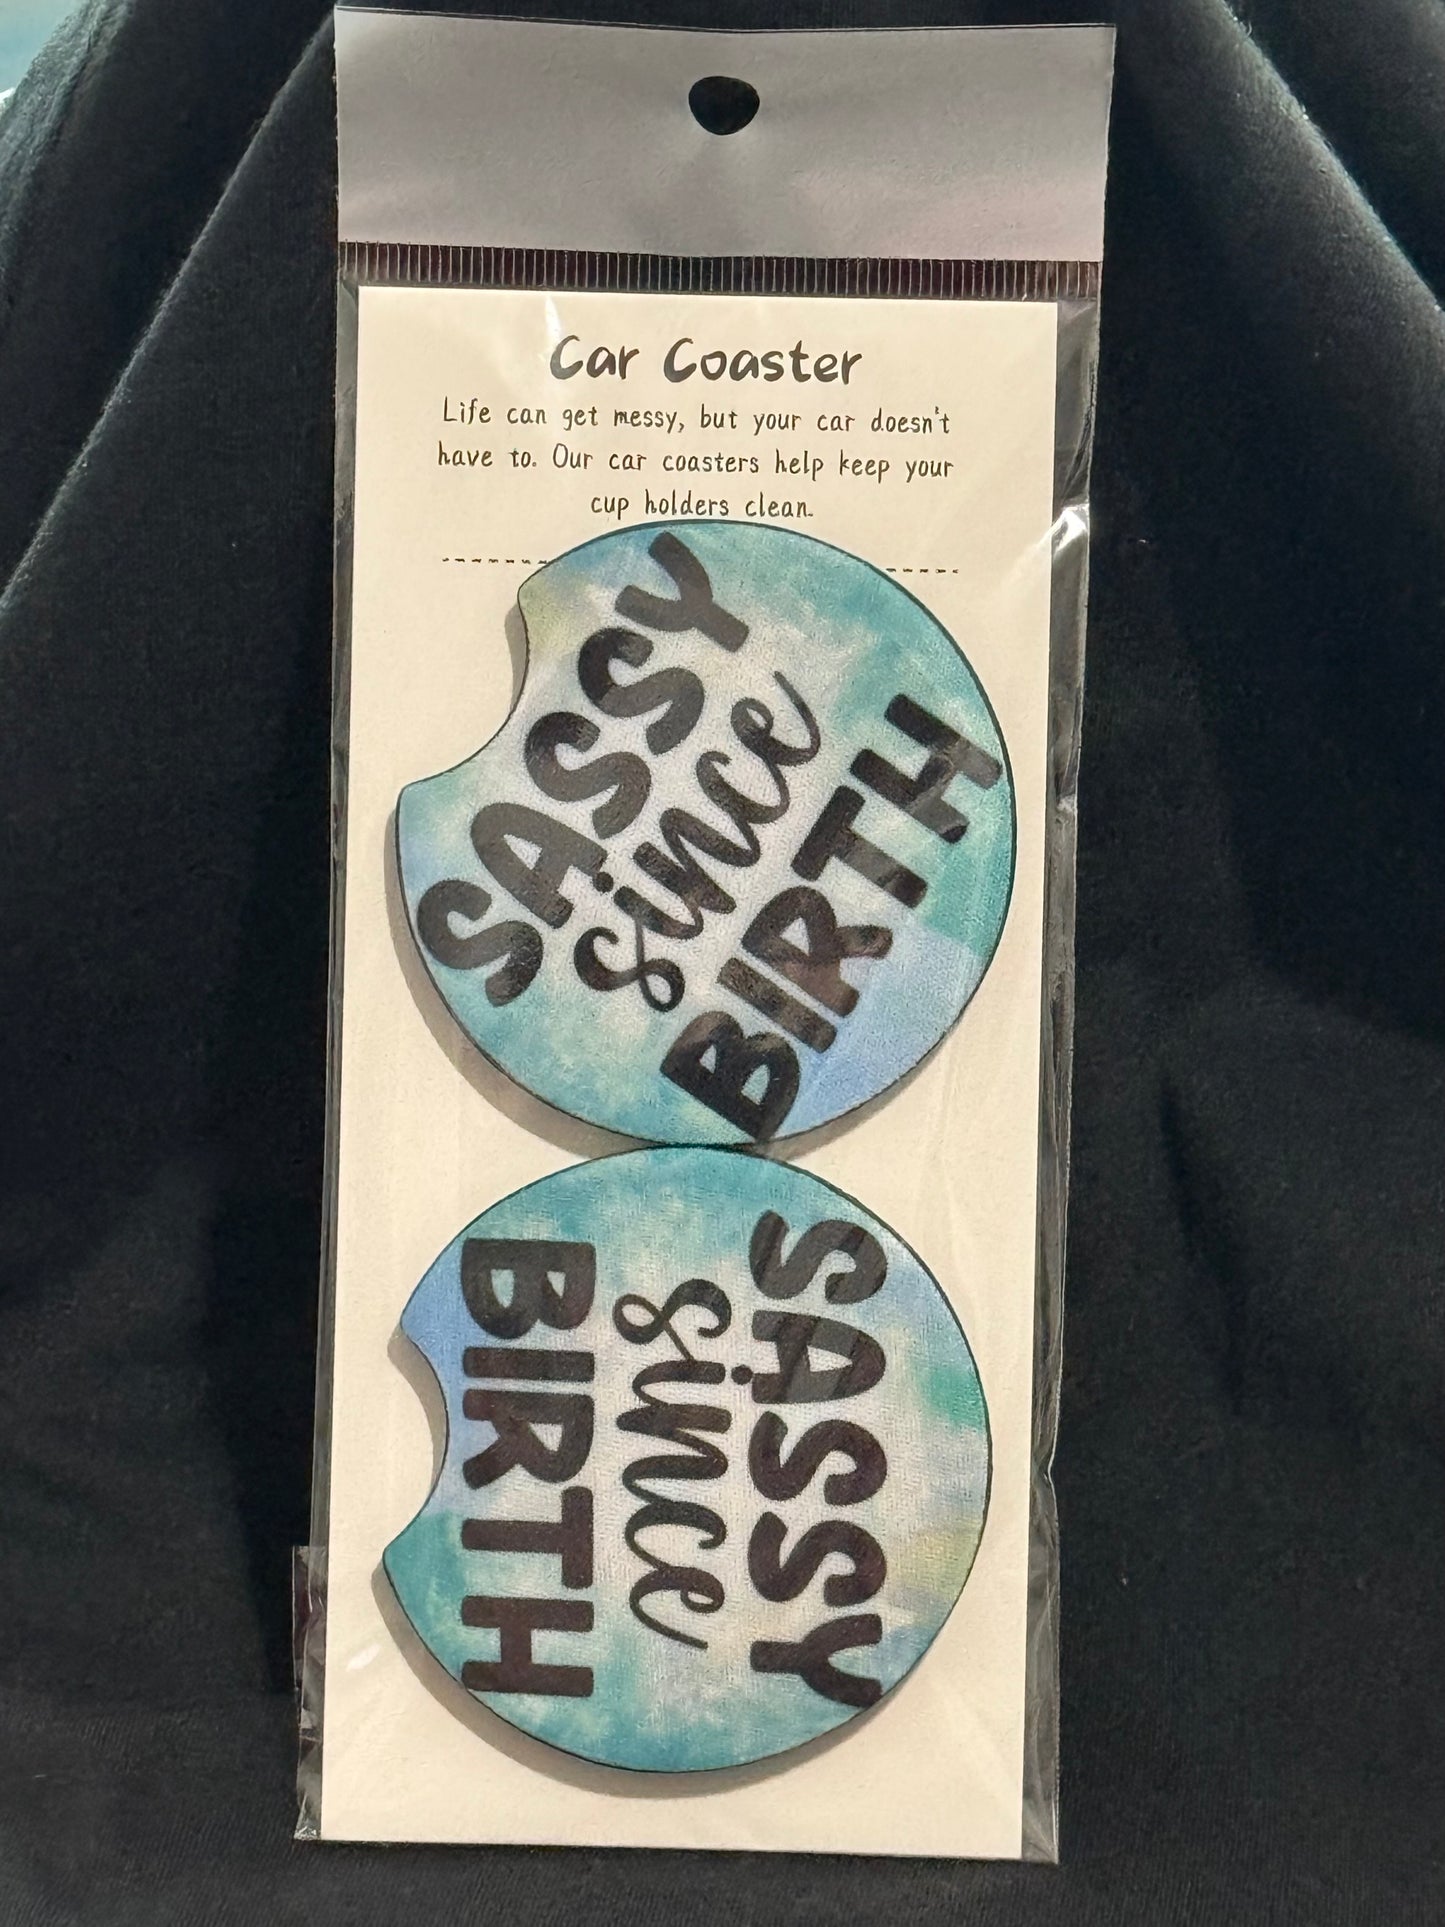 Car Coaster
Life can get messy, but your car doesn't
have to. Our car coasters help keep your
cup holders clean.
SASSY
since
BIRTH
SASSY
since
BIRTH